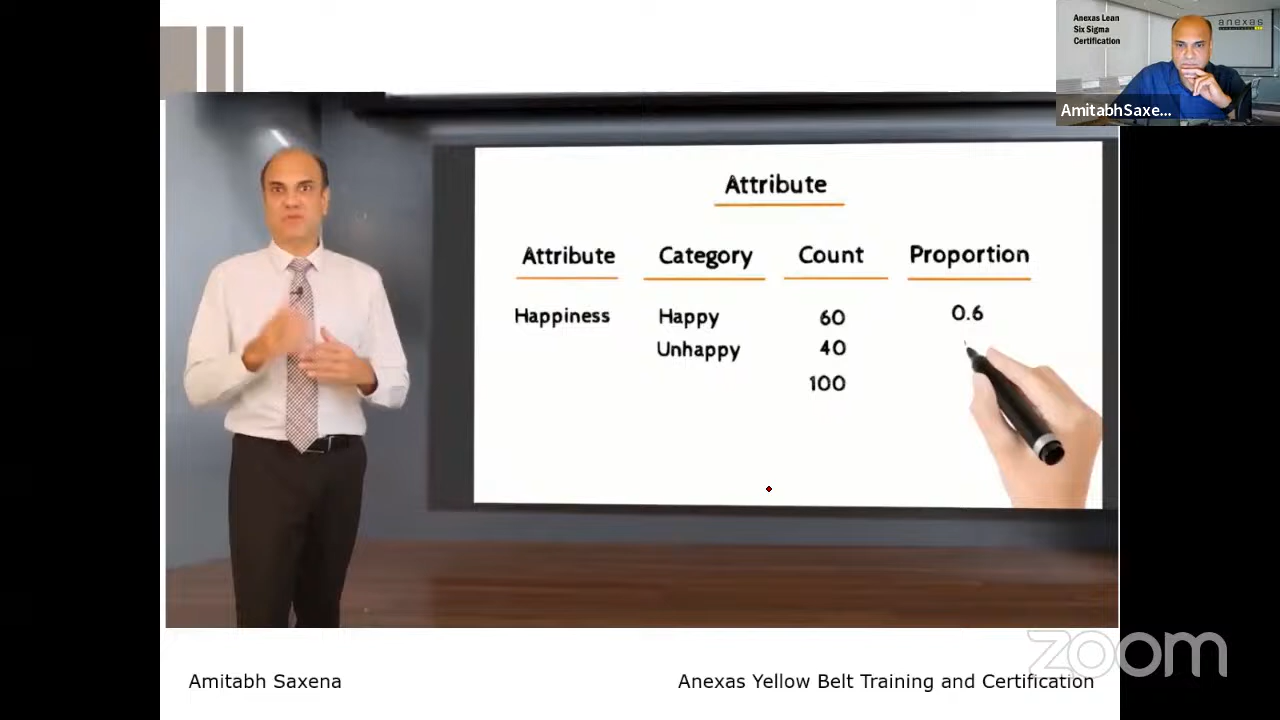 Anexas Lean
Six Sigma
Certification
anexas
AmitabhSaxe...
Attribute
Attribute Category Count Proportion
Happiness Happy 60 0.6
Unhappy 40
100
zoom
Amitabh Saxena Anexas Yellow Belt Training and Certification